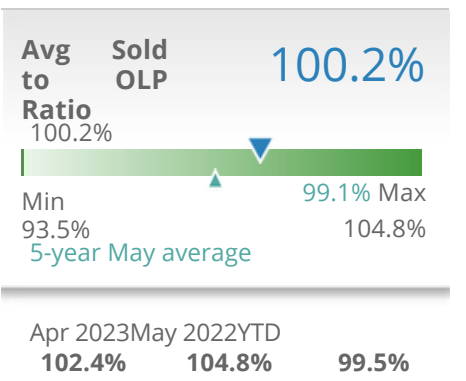 Avg Sold
to OLP
Ratio
100.2%
100.2%
99.1% Max
Min
93.5%
104.8%
5-year May average
Apr 2023May 2022YTD
102.4% 104.8% 99.5%